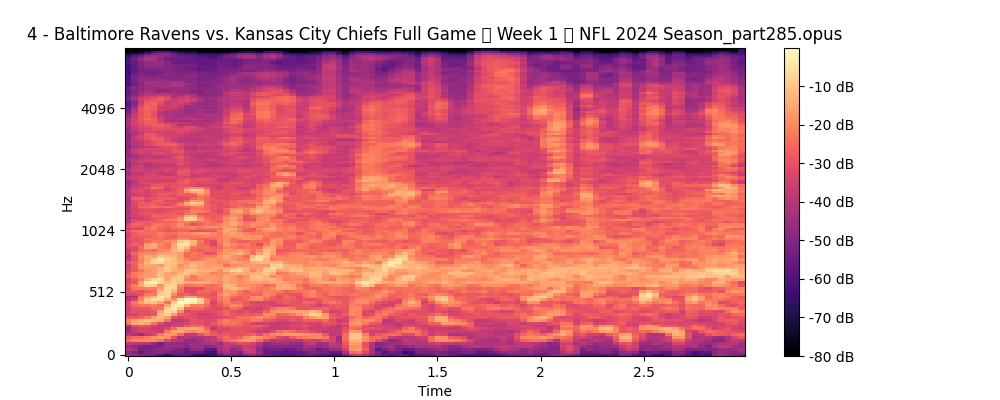 4 - Baltimore Ravens vs. Kansas City Chiefs Full Game ▯ Week 1 ▯ NFL 2024 Season_part285.opus
4096
2048
1024
512
0
Hz
0
0.5
1
1.5
2
2.5
Time
-10 dB
-20 dB
-30 dB
-40 dB
-50 dB
-60 dB
-70 dB
-80 dB